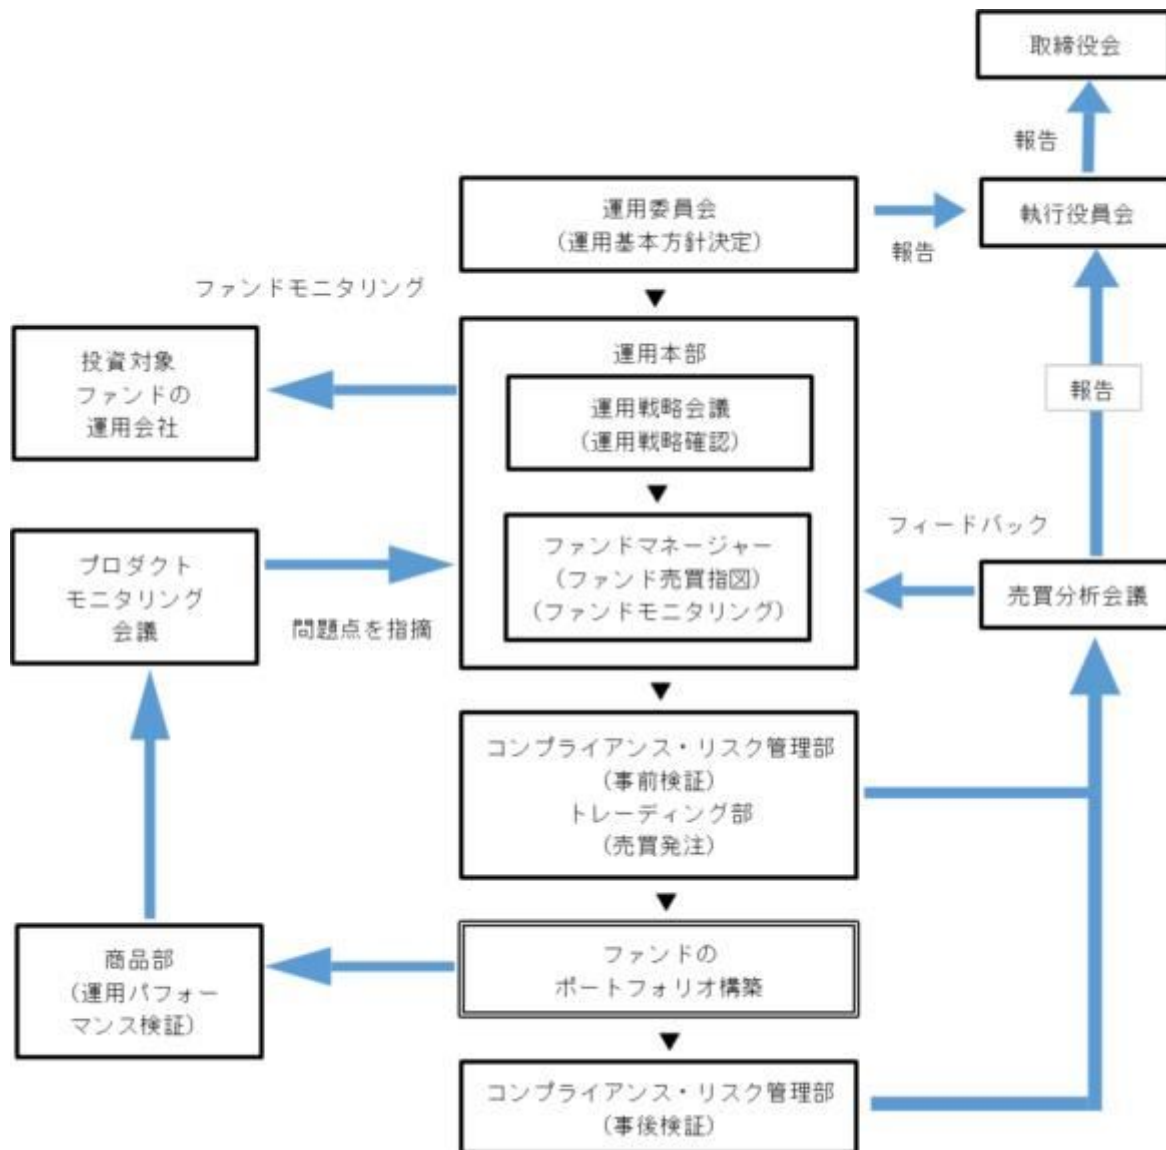 取締役会
報告
運用委員会
(運用基本方針決定)
報告
執行役員会
ファンドモニタリング
投資対象
ファンドの
運用会社
運用本部
運用戦略会議
(運用戦略確認)
報告
ファンドマネージャー
(ファンド売買指図)
(ファンドモニタリング)
フィードバック
売買分析会議
プロダクト
モニタリング
会議
問題点を指摘
コンプライアンス・リスク管理部
(事前検証)
トレーディング部
(売買発注)
商品部
(運用パフォー
マンス検証)
ファンドの
ポートフォリオ構築
コンプライアンス・リスク管理部
(事後検証)